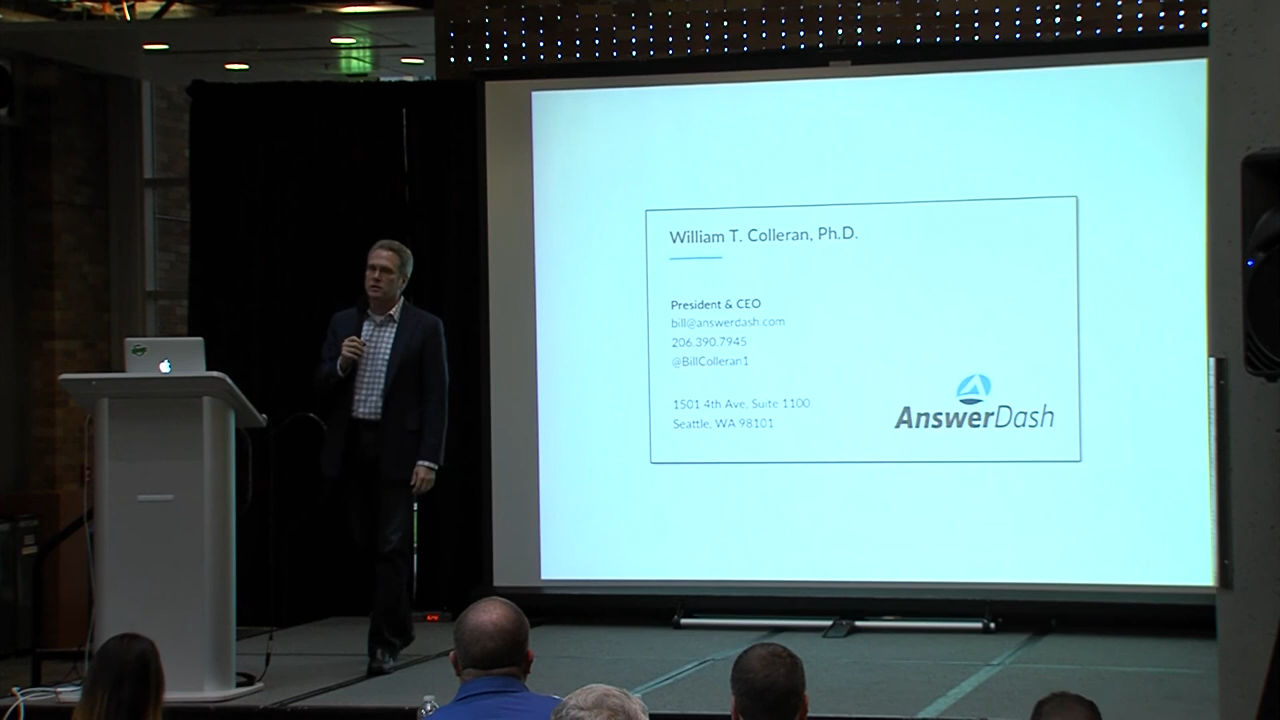 William T. Colleran, Ph.D.
President & CEO
bill@answerdash.com
206.390.7945
@BillColleran1
1501 4th Ave. Suite 1100
Seattle, WA 98101
AnswerDash